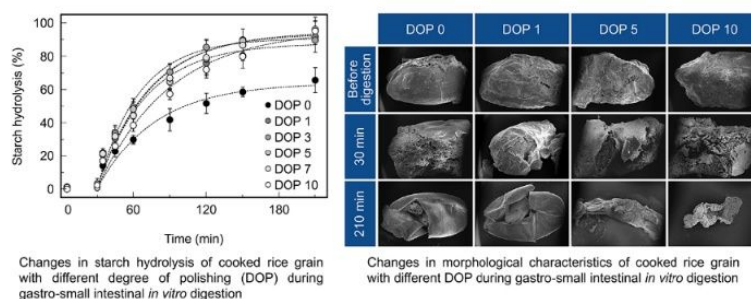 100
80
60
40
20
0
Starch hydrolysis (%)
DOP 0
DOP 1
DOP 3
DOP 5
DOP 7
DOP 10
0 30 60 90 120 150 180 210
Time (min)
Changes in starch hydrolysis of cooked rice grain
with different degree of polishing (DOP) during
gastro-small intestinal in vitro digestion
DOP 0 DOP 1 DOP 5 DOP 10
Before
digestion
30 min
210 min
Changes in morphological characteristics of cooked rice grain
with different DOP during gastro-small intestinal in vitro digestion